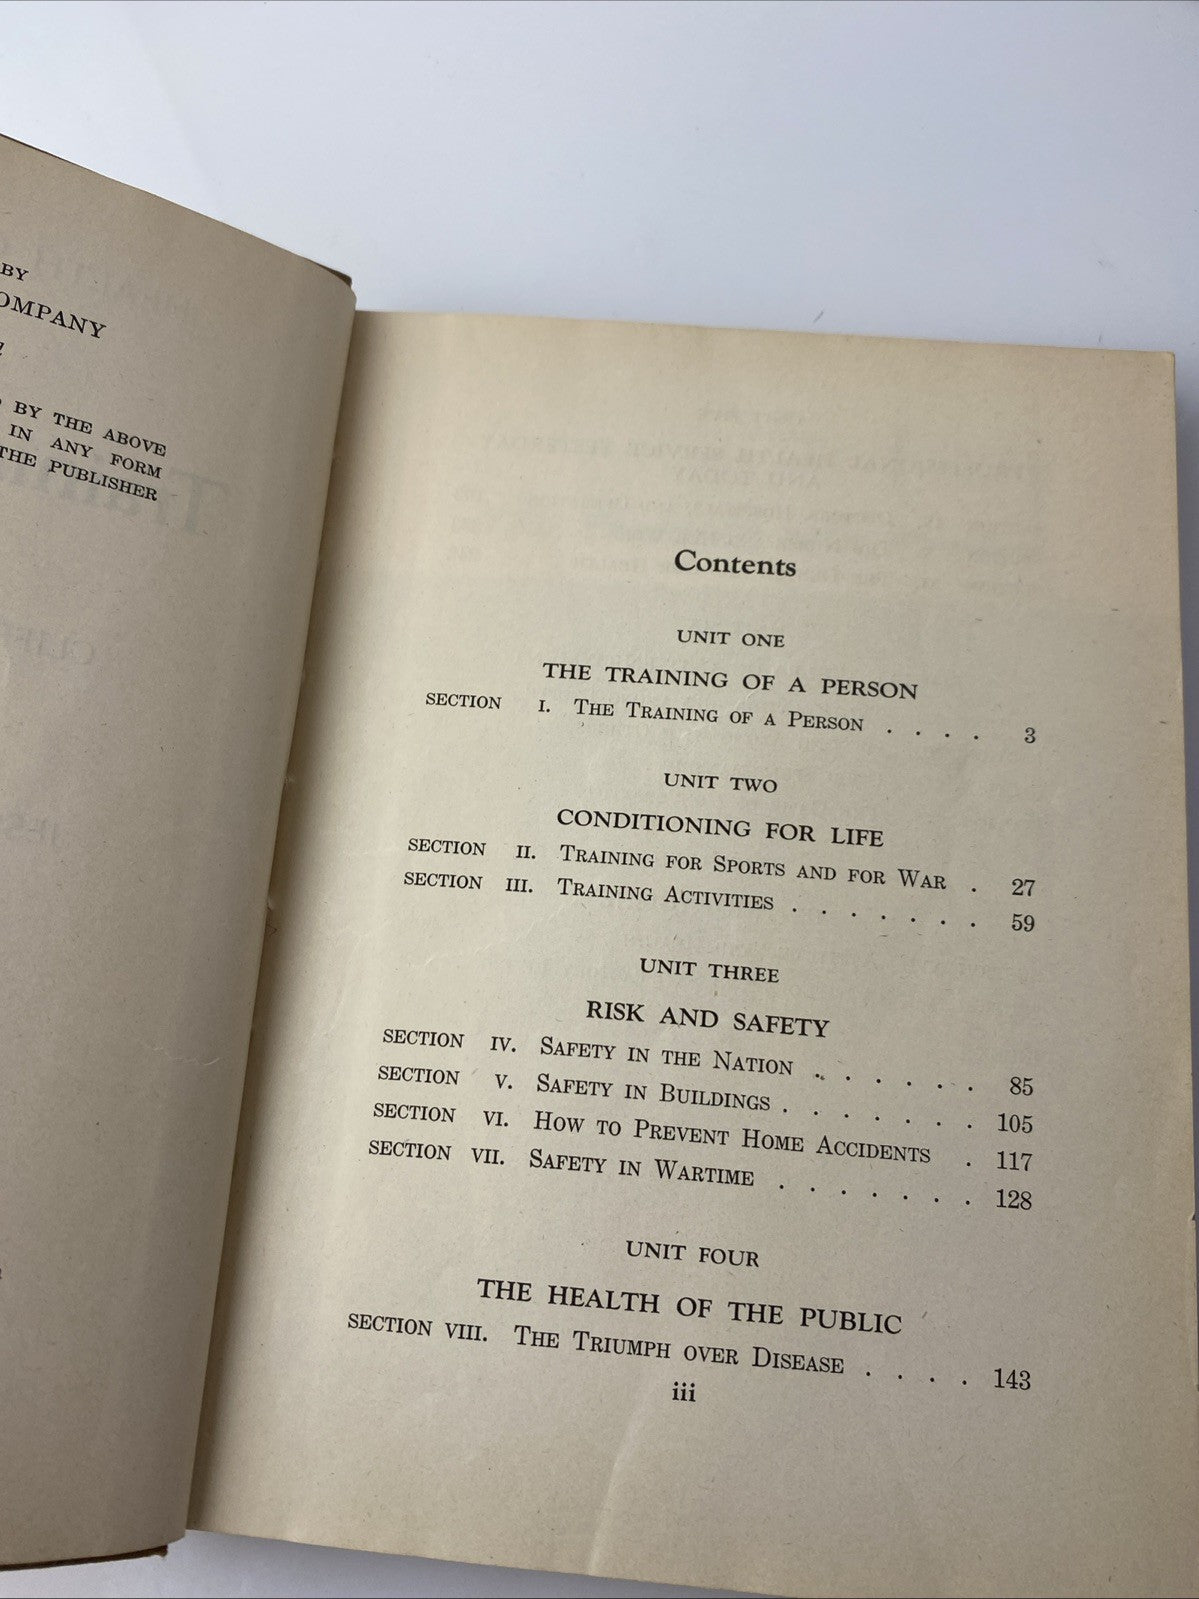 BY
OMPANY
BY THE ABOVE
IN ANY FORM
THE PUBLISHER
Contents
UNIT ONE
THE TRAINING OF A PERSON
SECTION I. THE TRAINING OF A PERSON . . . . 3
UNIT TWO
CONDITIONING FOR LIFE
SECTION II. TRAINING FOR SPORTS AND FOR WAR . 27
SECTION III. TRAINING ACTIVITIES . . . . . . . 59
UNIT THREE
RISK AND SAFETY
SECTION IV. SAFETY IN THE NATION . . . . . . 85
SECTION V. SAFETY IN BUILDINGS . . . . . . . 105
SECTION VI. HOW TO PREVENT HOME ACCIDENTS . 117
SECTION VII. SAFETY IN WARTIME . . . . . . . 128
UNIT FOUR
THE HEALTH OF THE PUBLIC
SECTION VIII. THE TRIUMPH OVER DISEASE . . . . 143
iii